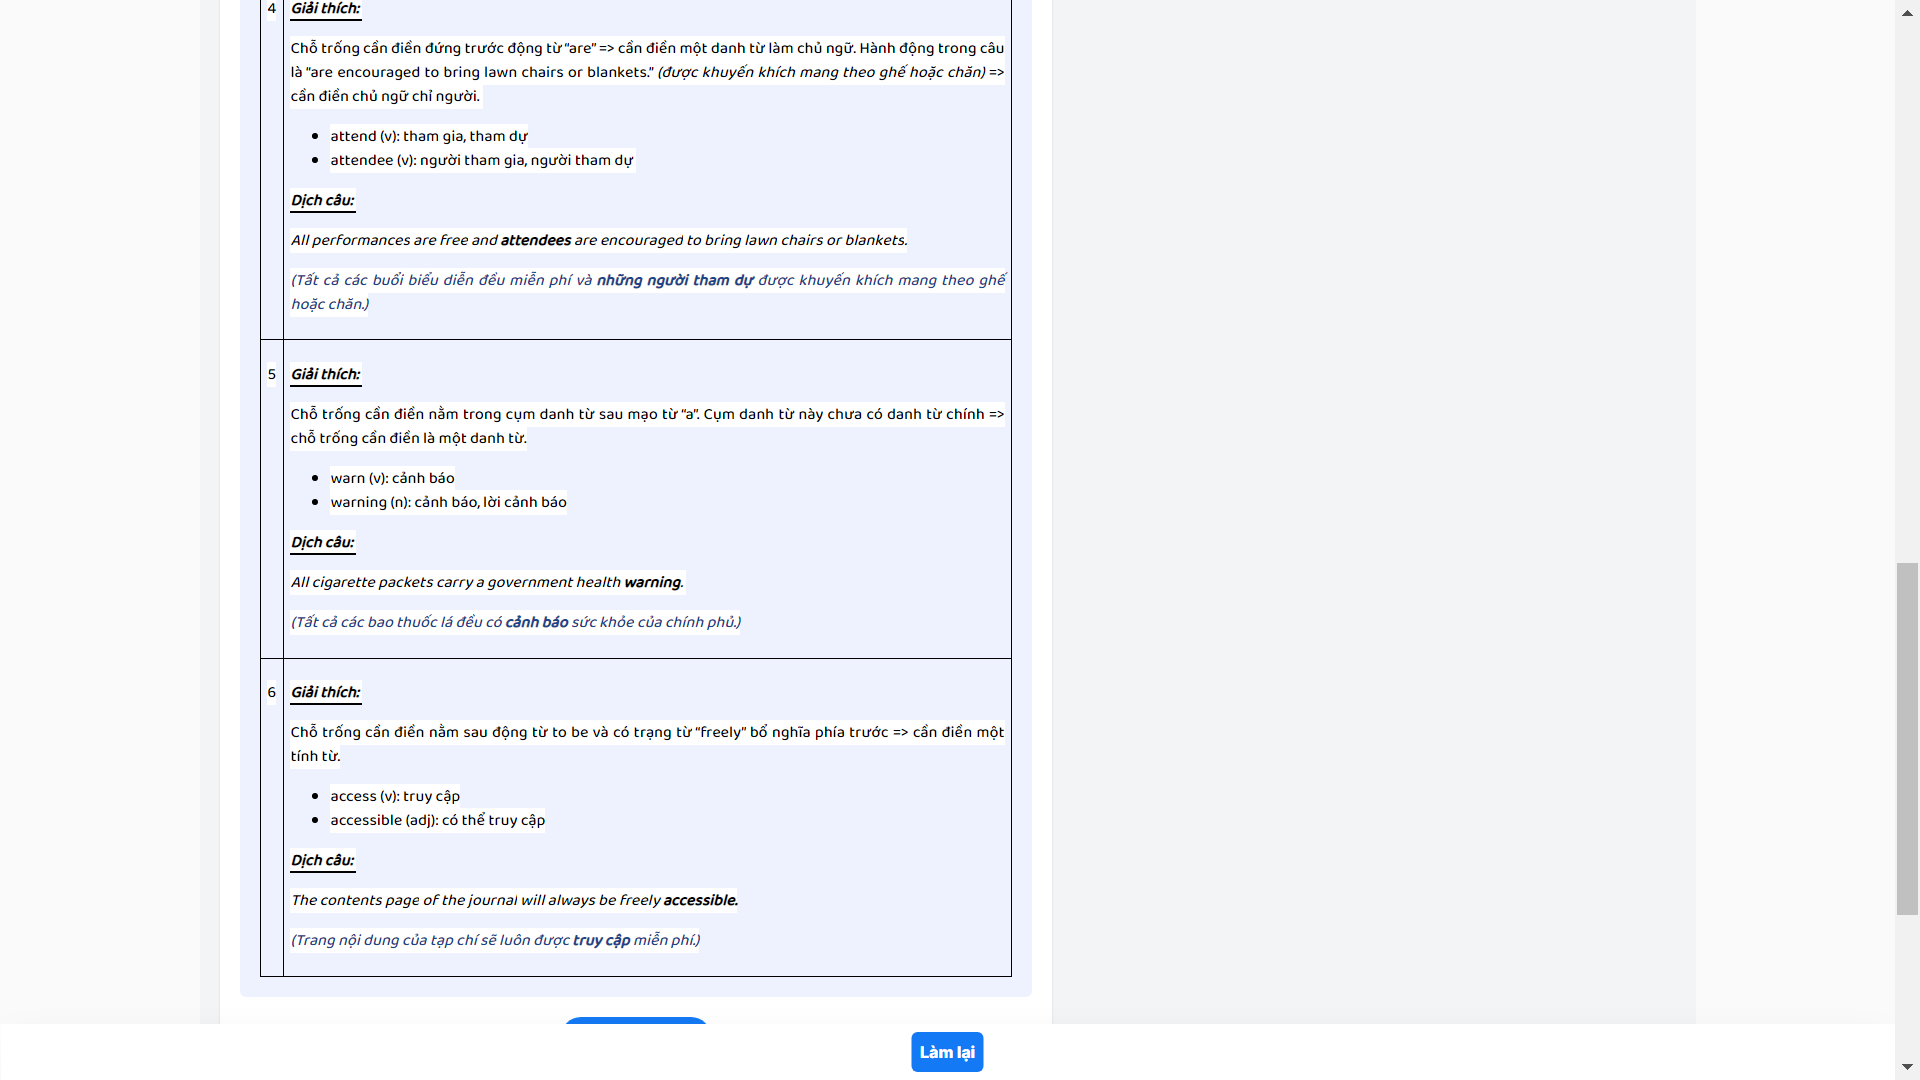 4 Giải thích:
Chỗ trống cần điền đứng trước động từ “are” => cần điền một danh từ làm chủ ngữ. Hành động trong câu
là “are encouraged to bring lawn chairs or blankets.” (được khuyến khích mang theo ghế hoặc chăn) =>
cần điền chủ ngữ chỉ người.
attend (v): tham gia, tham dự
attendee (v): người tham gia, người tham dự
Dịch câu:
All performances are free and attendees are encouraged to bring lawn chairs or blankets.
(Tất cả các buổi biểu diễn đều miễn phí và những người tham dự được khuyến khích mang theo ghế
hoặc chăn.)
5 Giải thích:
Chỗ trống cần điền nằm trong cụm danh từ sau mạo từ “a”. Cụm danh từ này chưa có danh từ chính =>
chỗ trống cần điền là một danh từ.
warn (v): cảnh báo
warning (n): cảnh báo, lời cảnh báo
Dịch câu:
All cigarette packets carry a government health warning.
(Tất cả các bao thuốc lá đều có cảnh báo sức khỏe của chính phủ.)
6 Giải thích:
Chỗ trống cần điền nằm sau động từ to be và có trạng từ “freely” bổ nghĩa phía trước => cần điền một
tính từ.
access (v): truy cập
accessible (adj): có thể truy cập
Dịch câu:
The contents page of the journal will always be freely accessible.
(Trang nội dung của tạp chí sẽ luôn được truy cập miễn phí.)
Làm lại